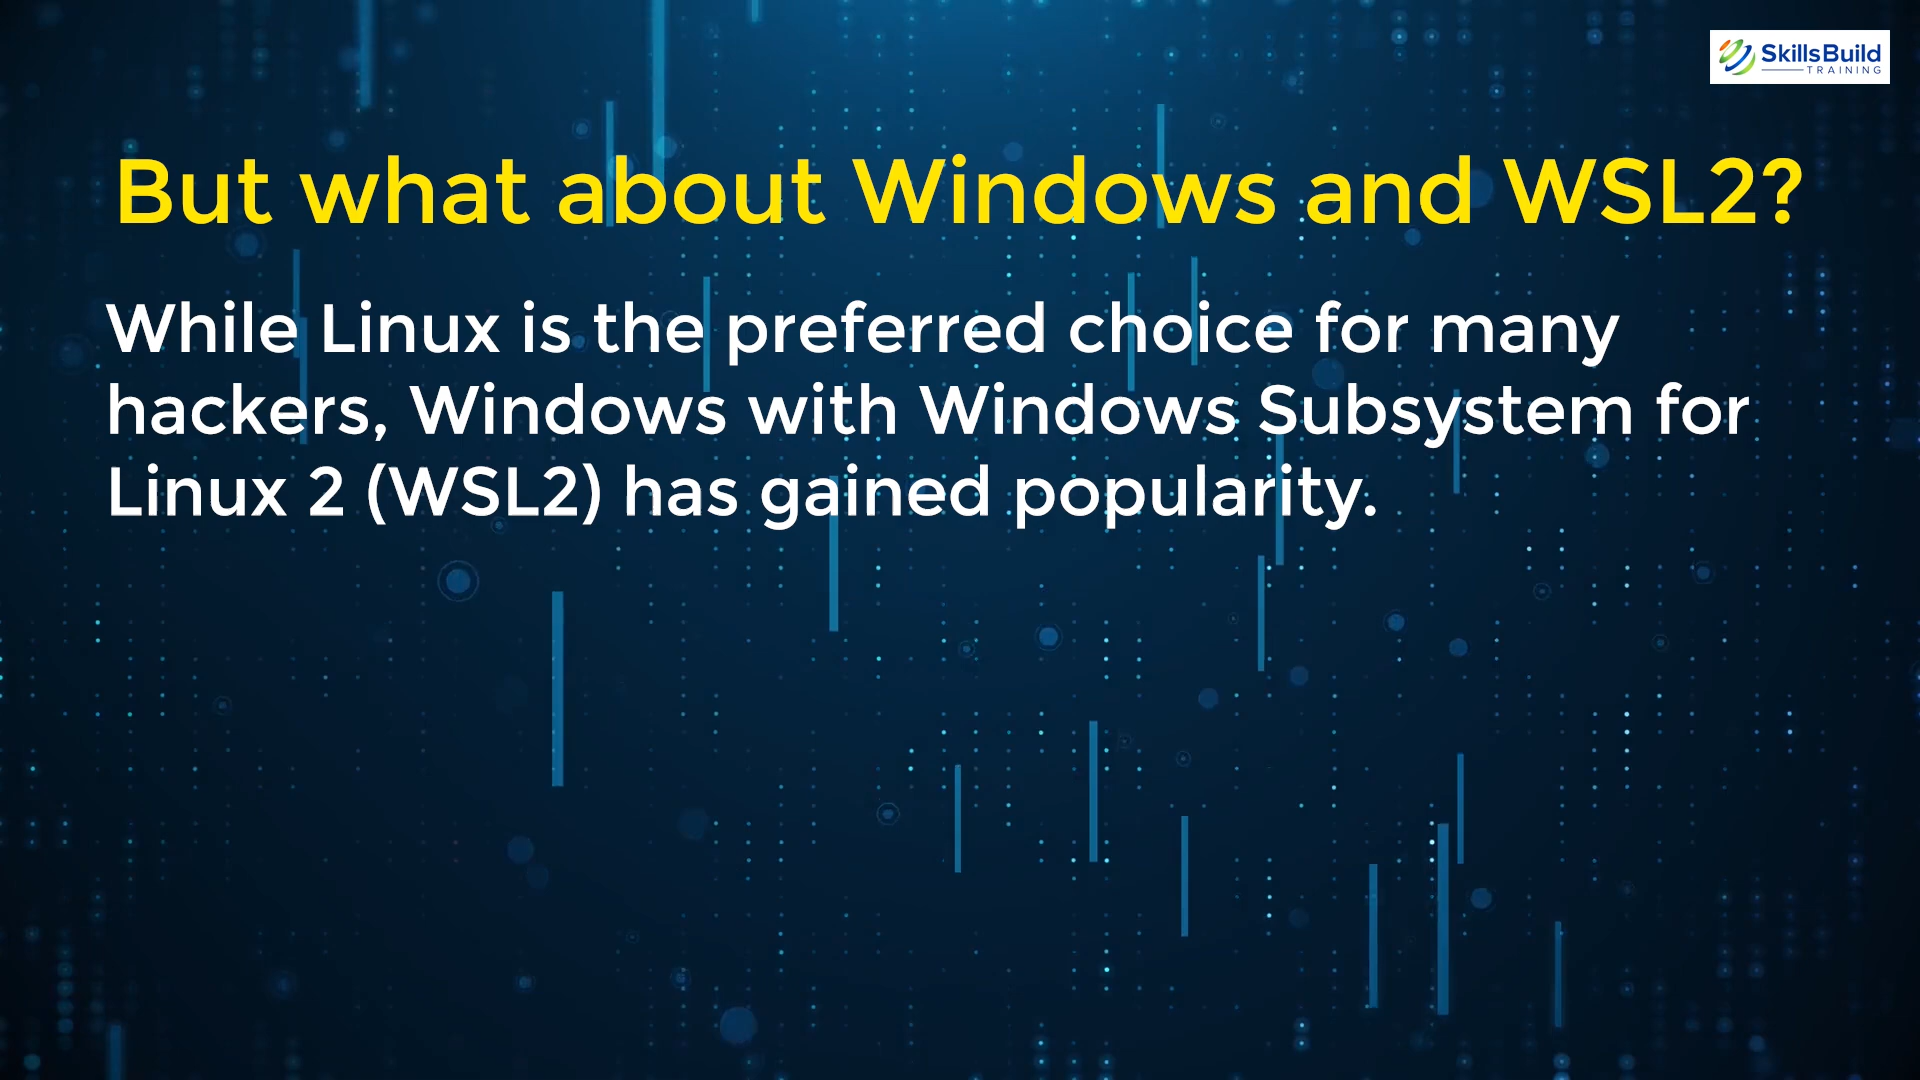 SkillsBuild
TRAINING
But what about Windows and WSL2?
While Linux is the preferred choice for many
hackers, Windows with Windows Subsystem for
Linux 2 (WSL2) has gained popularity.